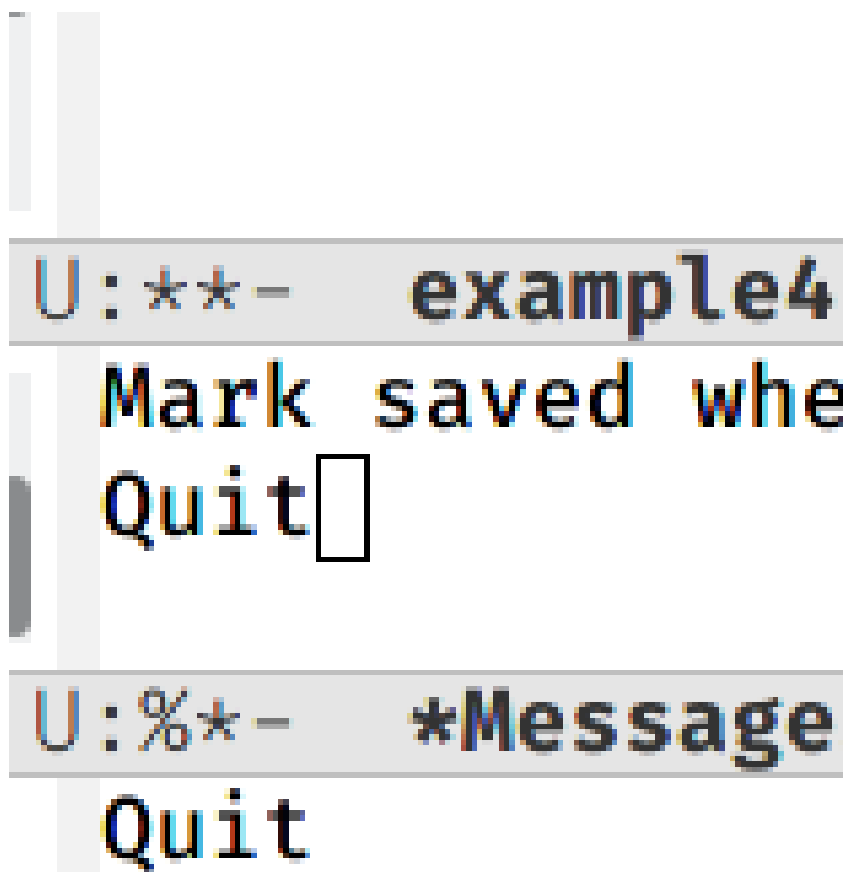 U:**-  example4
Mark saved whe
Quit
U:%*-  *Message
Quit